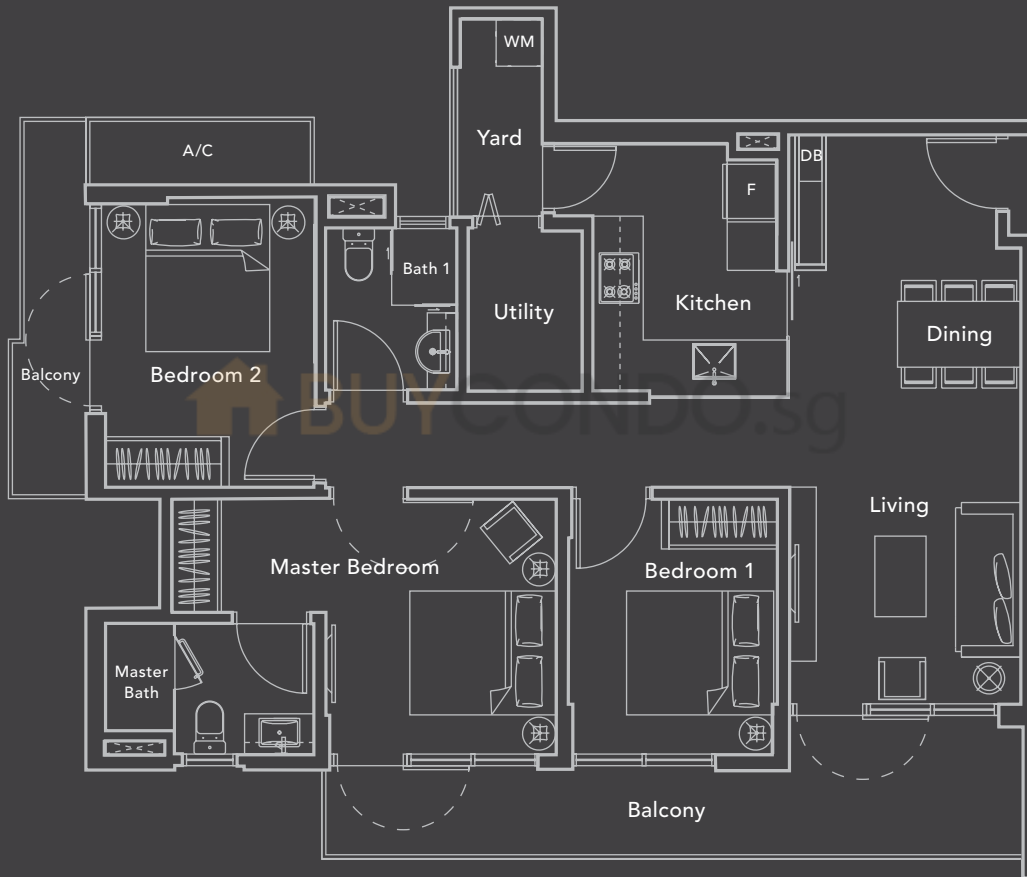 WM
Yard
A/C
DB
F
Bath 1
Utility
Kitchen
Dining
Balcony
Bedroom 2
BUYCONDO.sg
Living
Master Bedroom
Bedroom 1
Master
Bath
Balcony